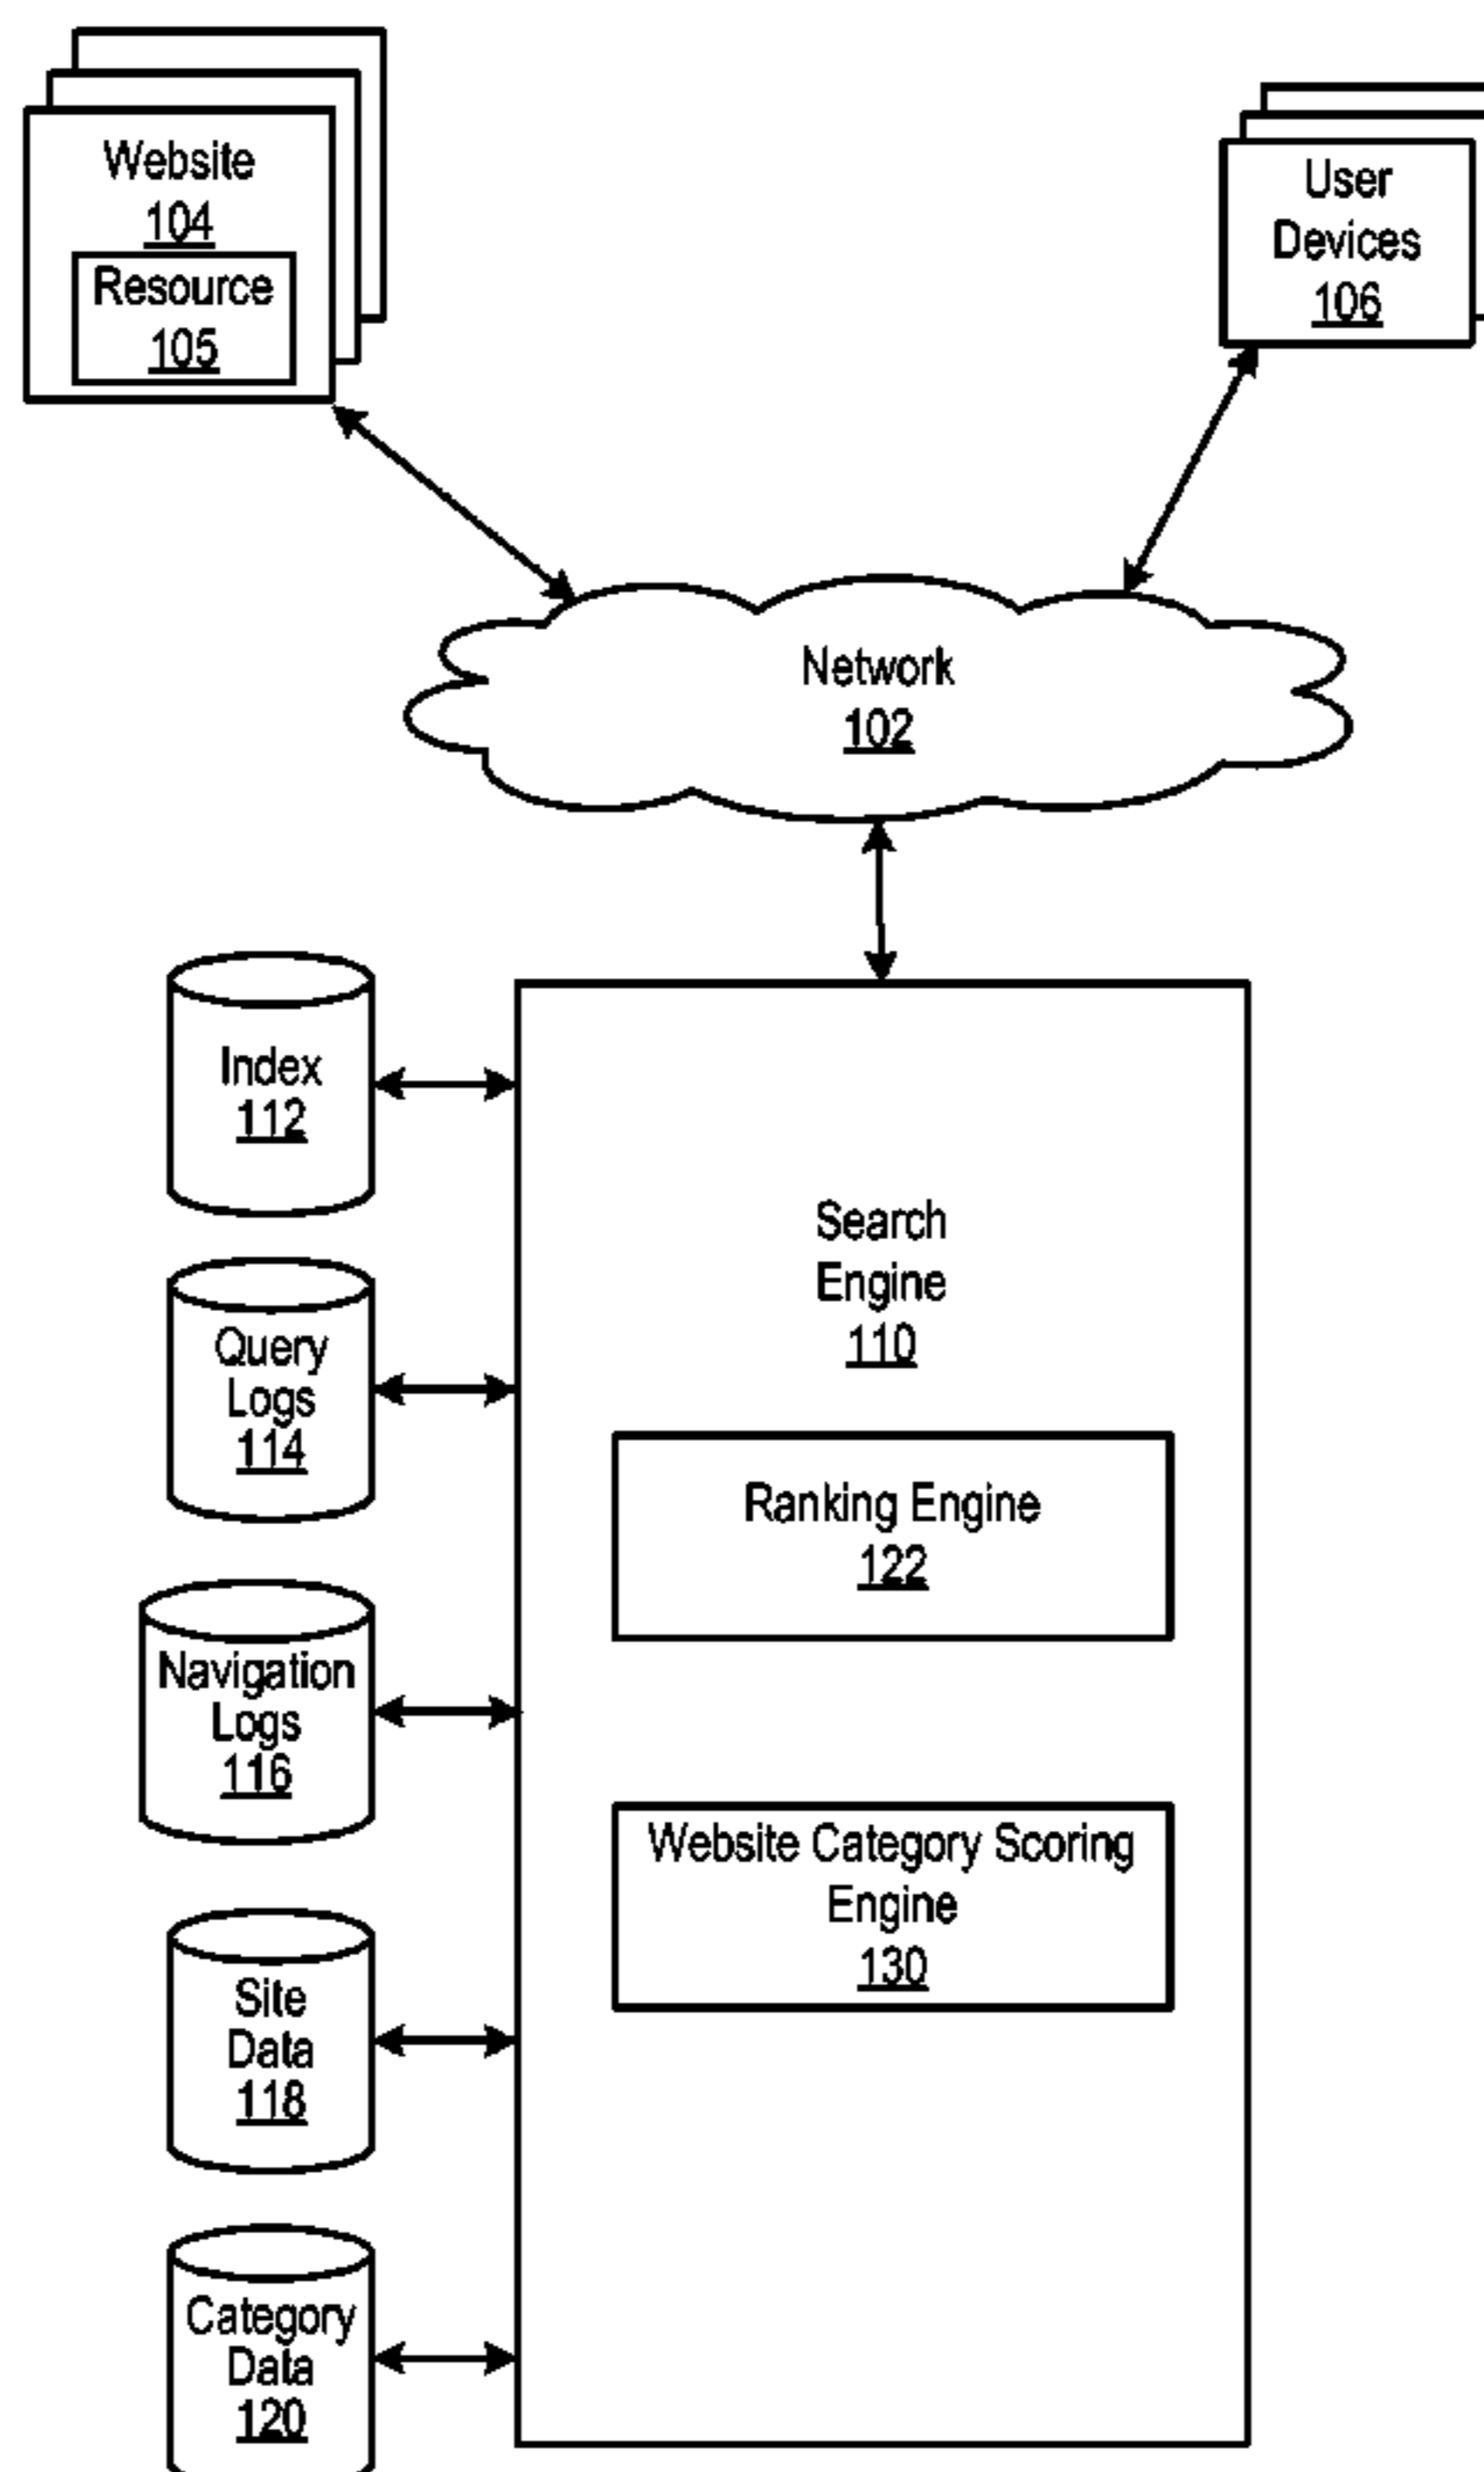 Website
104
Resource
105
User
Devices
106
Network
102
Index
112
Query
Logs
114
Navigation
Logs
116
Site
Data
118
Category
Data
120
Search
Engine
110
Ranking Engine
122
Website Category Scoring
Engine
130